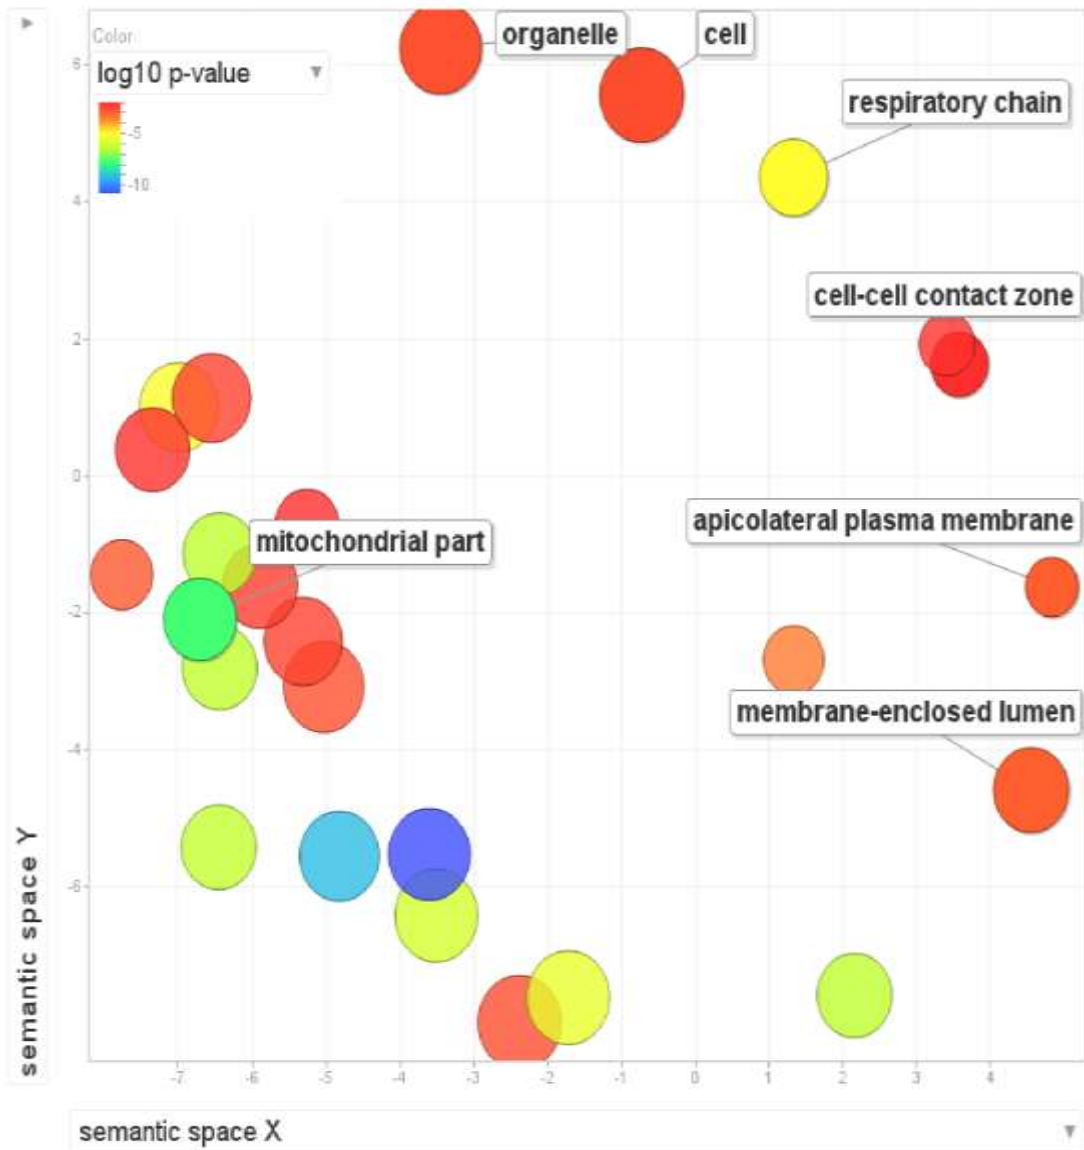 ▶
Color
log10 p-value ▼
-5
-10
organelle
cell
respiratory chain
cell-cell contact zone
mitochondrial part
apicolateral plasma membrane
membrane-enclosed lumen
6
4
2
0
-2
-4
-6
semantic space Y
-7 -6 -5 -4 -3 -2 -1 0 1 2 3 4
semantic space X ▼